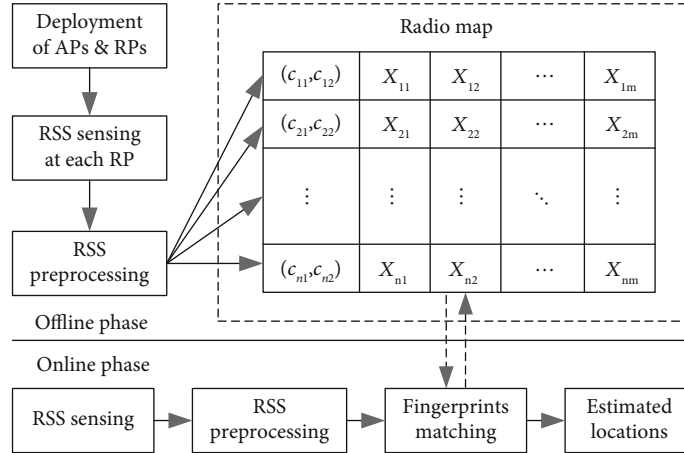 Deployment
of APs & RPs
RSS sensing
at each RP
RSS
preprocessing
Radio map
(c11,c12) X11 X12 ⋯ X1m
(c21,c22) X21 X22 ⋯ X2m
⋮ ⋮ ⋮ ⋱ ⋮
(cn1,cn2) Xn1 Xn2 ⋯ Xnm
Offline phase
Online phase
RSS sensing
RSS
preprocessing
Fingerprints
matching
Estimated
locations